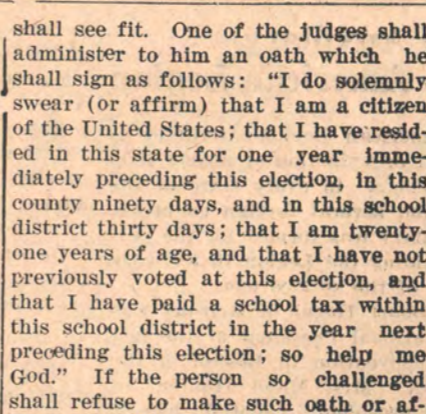 shall see fit. One of the judges shall
administer to him an oath which he
shall sign as follows: "I do solemnly
swear (or affirm) that I am a citizen
of the United States; that I have resid-
ed in this state for one year imme-
diately preceding this election, in this
county ninety days, and in this school
district thirty days; that I am twenty-
one years of age, and that I have not
previously voted at this election, and
that I have paid a school tax within
this school district in the year next
preceding this election; so help me
God." If the person so challenged
shall refuse to make such oath or af-